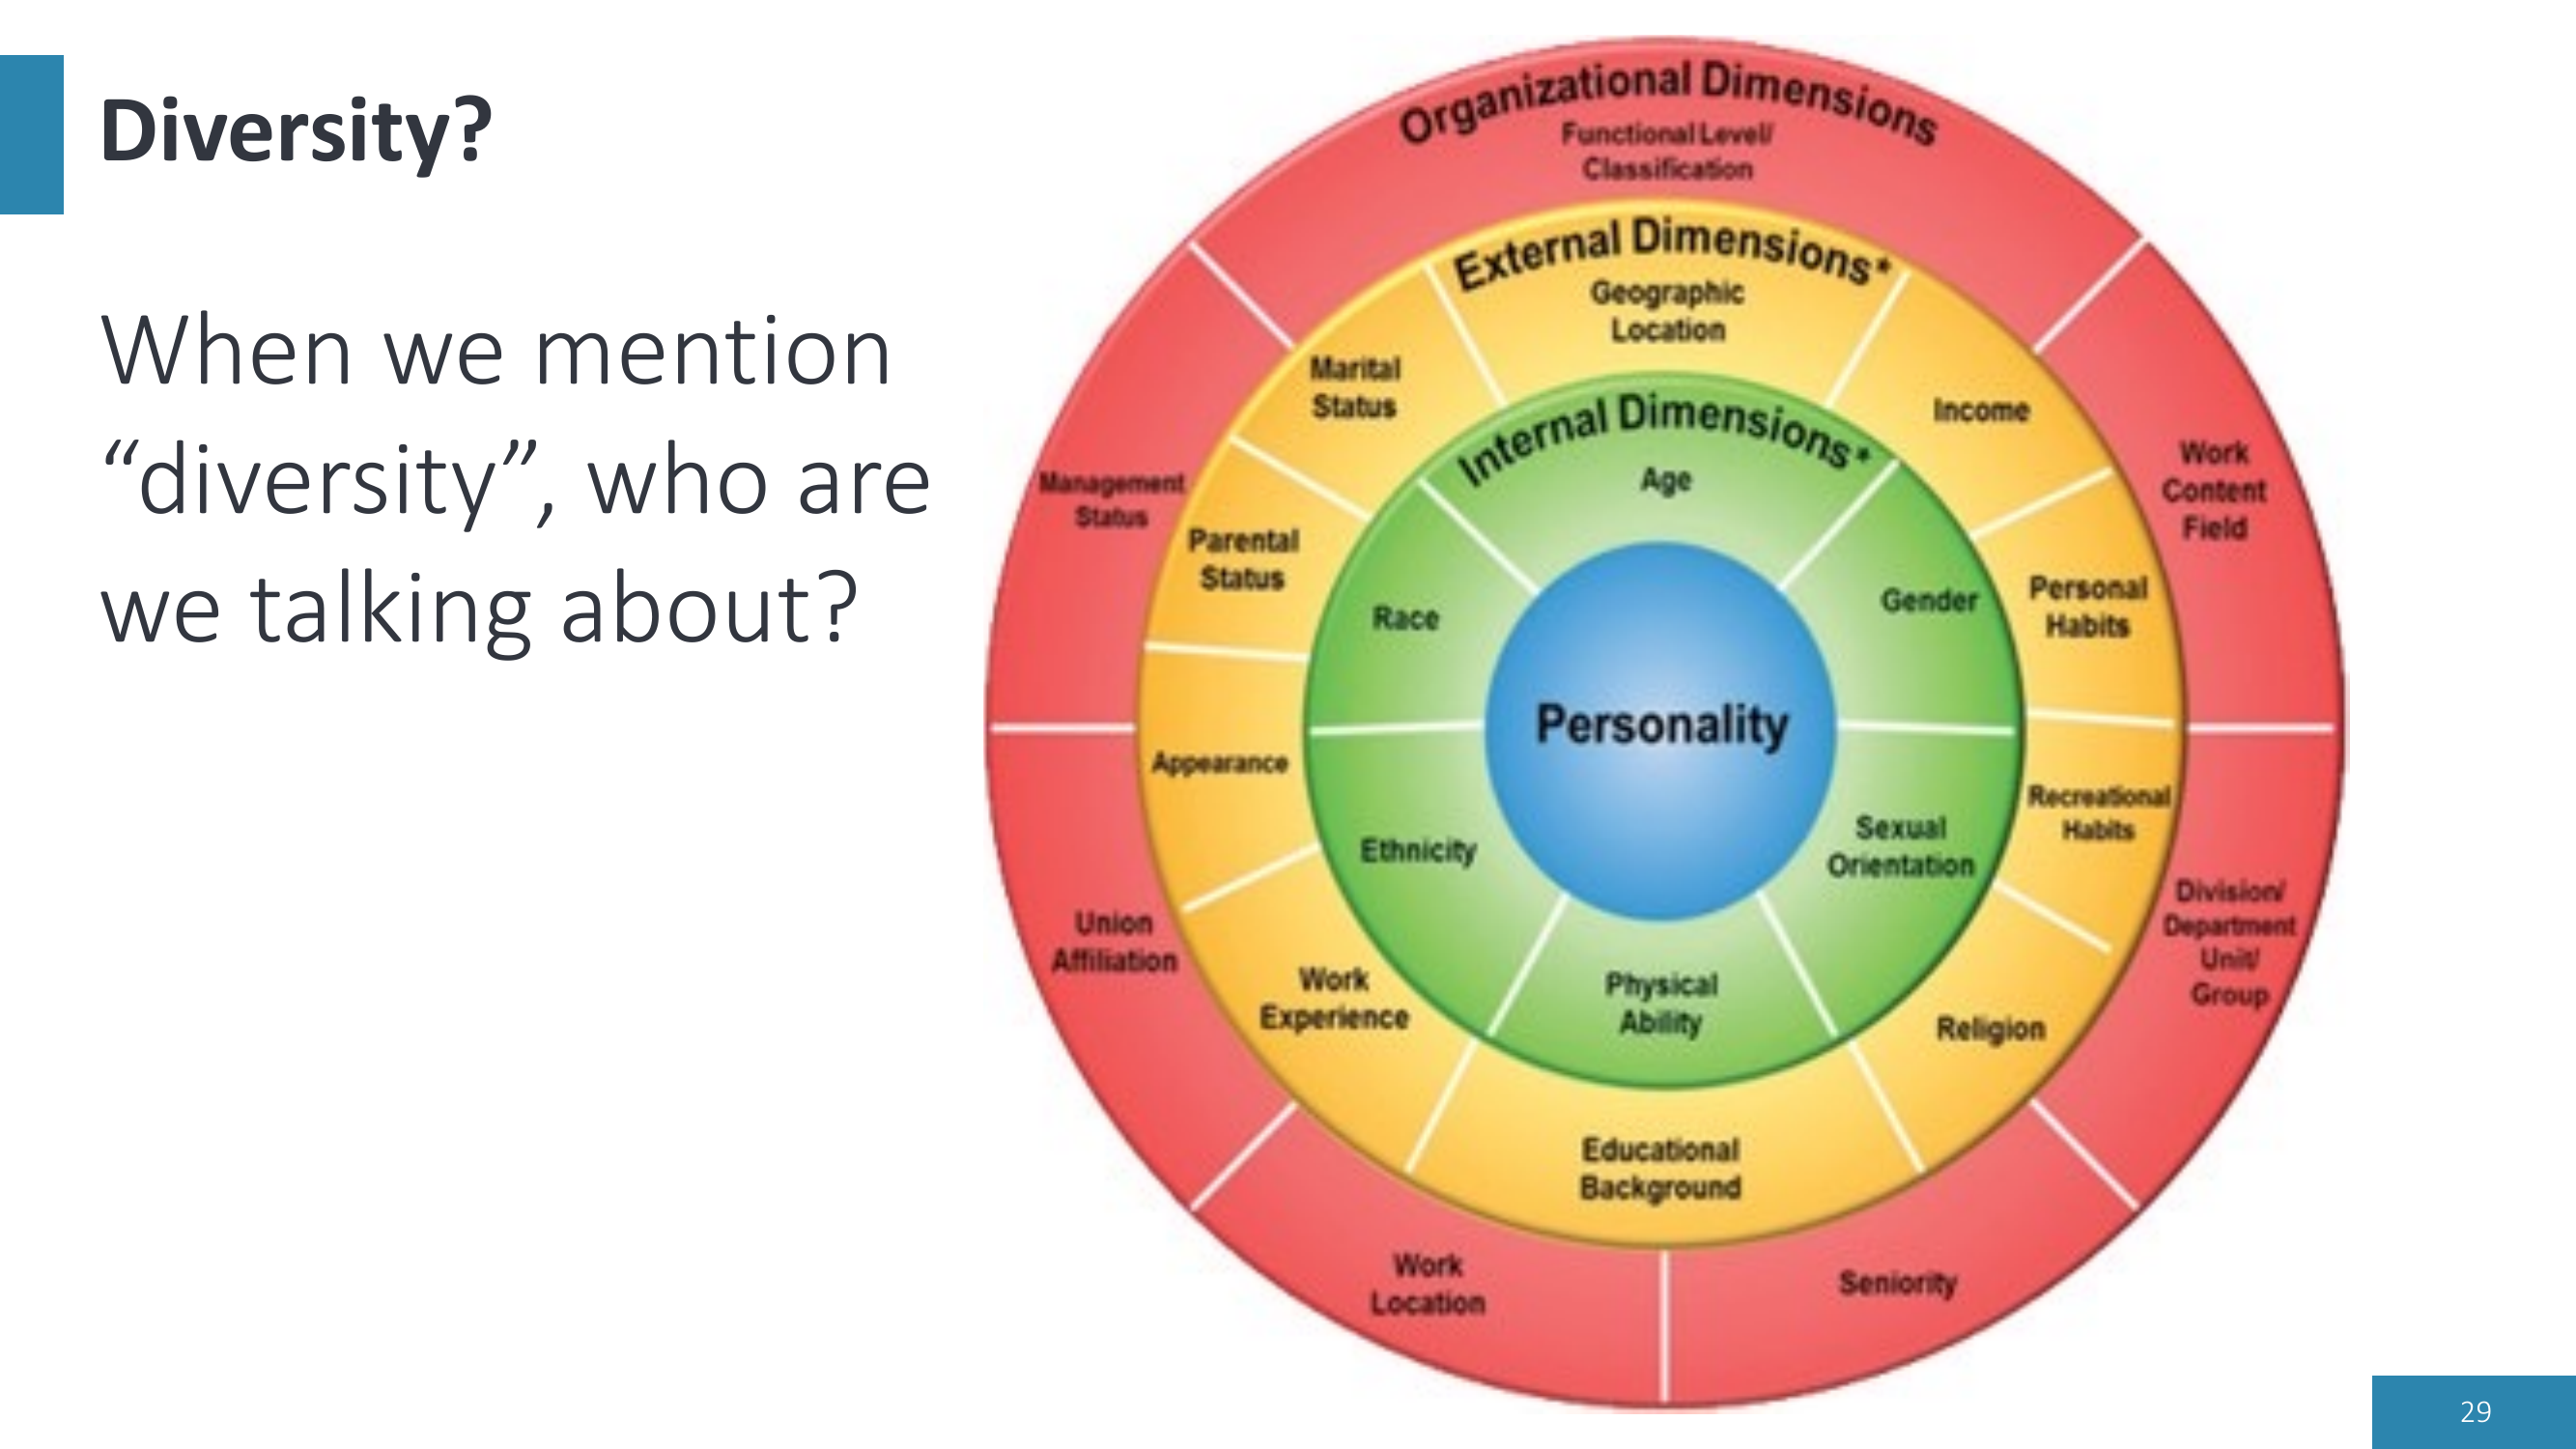 Diversity?
When we mention
“diversity”, who are
we talking about?
Organizational Dimensions
Functional Level/
Classification
Work
Content
Field
Division/
Department
Unit/
Group
Seniority
Work
Location
Union
Affiliation
Management
Status
External Dimensions*
Geographic
Location
Income
Personal
Habits
Recreational
Habits
Religion
Educational
Background
Work
Experience
Appearance
Parental
Status
Marital
Status
Internal Dimensions*
Age
Gender
Sexual
Orientation
Physical
Ability
Ethnicity
Race
Personality
29